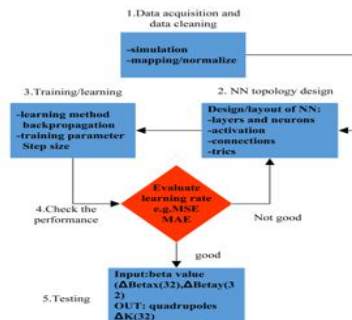 1.Data acquisition and
data cleaning
-simulation
-mapping/normalize
3.Training/learning
2. NN topology design
-learning method
backpropagation
-training parameter
Step size
Design/layout of NN:
-layers and neurons
-activation
-connections
-trics
Evaluate
learning rate
e.g.MSE
MAE
4.Check the
performance
Not good
good
5.Testing
Input:beta value
(ΔBetax(32),ΔBetay(3
2)
OUT: quadrupoles
ΔK(32)